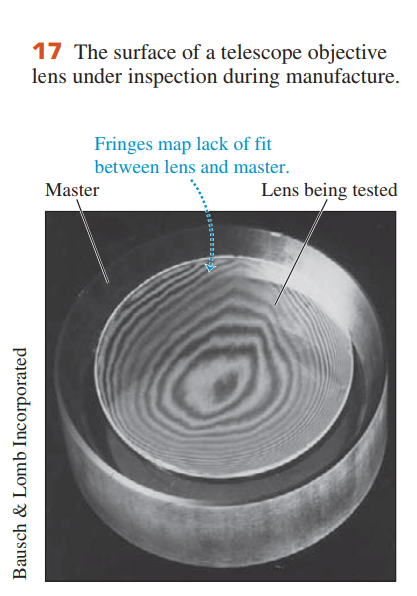 17 The surface of a telescope objective
lens under inspection during manufacture.
Fringes map lack of fit
between lens and master.
Master
Lens being tested
Bausch & Lomb Incorporated